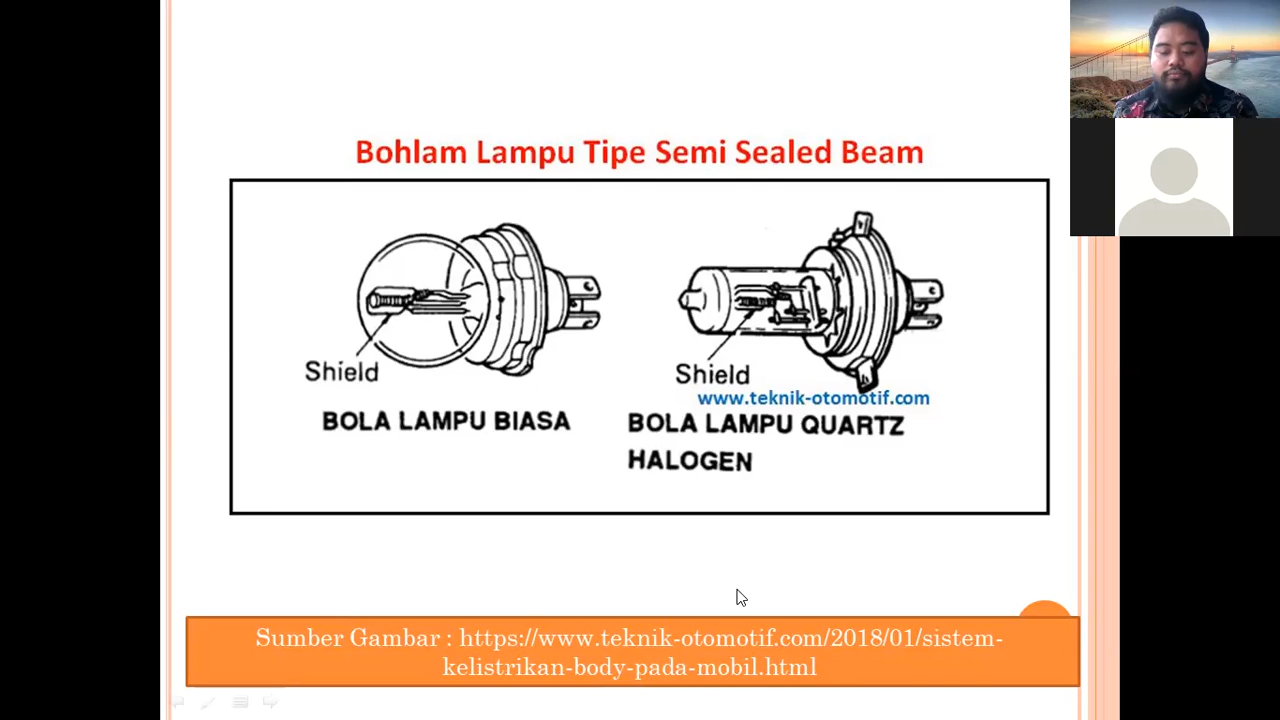 Bohlam Lampu Tipe Semi Sealed Beam
Shield
Shield
www.teknik-otomotif.com
BOLA LAMPU BIASA
BOLA LAMPU QUARTZ
HALOGEN
Sumber Gambar : https://www.teknik-otomotif.com/2018/01/sistem-
kelistrikan-body-pada-mobil.html